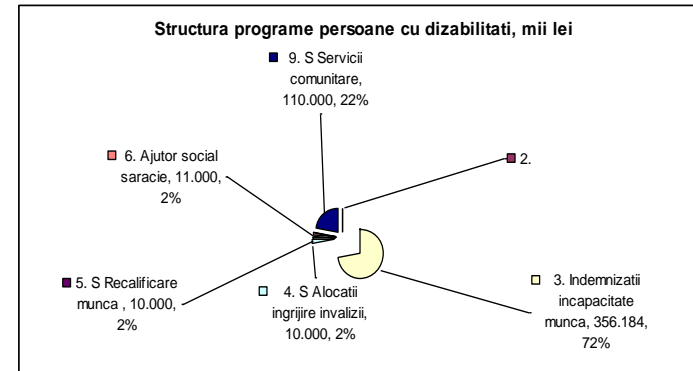 Structura programe persoane cu dizabilitati, mii lei
9. S Servicii
comunitare,
110.000, 22%
2.
6. Ajutor social
saracie, 11.000,
2%
5. S Recalificare
munca , 10.000,
2%
4. S Alocatii
ingrijire invalizii,
10.000, 2%
3. Indemnizatii
incapacitate
munca, 356.184,
72%